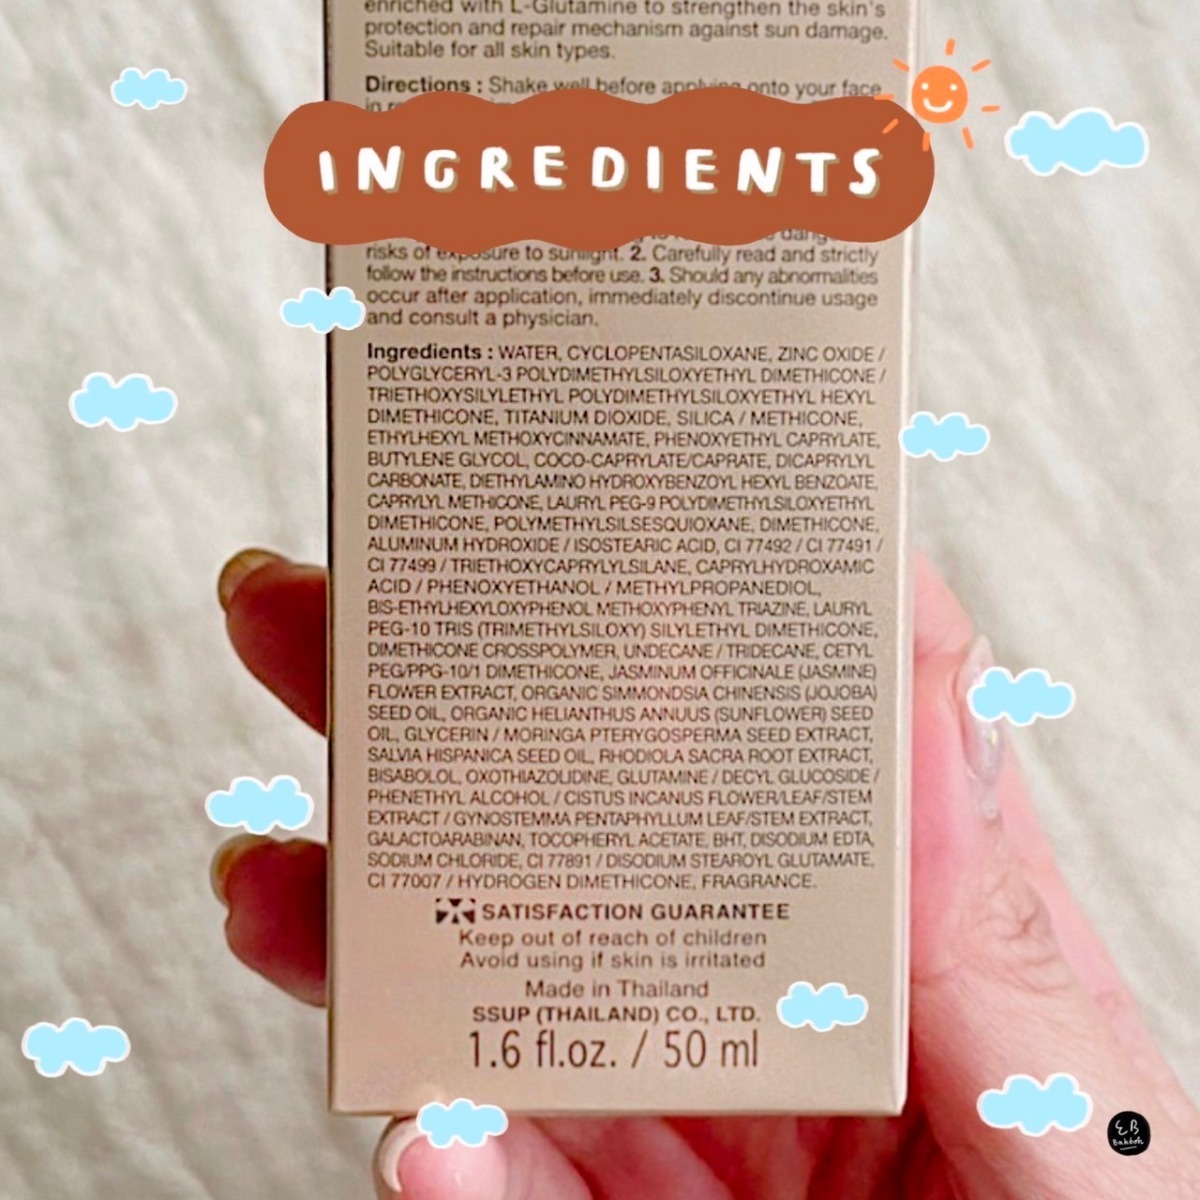 enriched with L-Glutamine to strengthen the skin's
protection and repair mechanism against sun damage.
Suitable for all skin types.
Directions : Shake well before applying onto your face
INGREDIENTS
risks of exposure to sunlight. 2. Carefully read and strictly
follow the instructions before use. 3. Should any abnormalities
occur after application, immediately discontinue usage
and consult a physician.
Ingredients : WATER, CYCLOPENTASILOXANE, ZINC OXIDE /
POLYGLYCERYL-3 POLYDIMETHYLSILOXYETHYL DIMETHICONE /
TRIETHOXYSILYLETHYL POLYDIMETHYLSILOXYETHYL HEXYL
DIMETHICONE, TITANIUM DIOXIDE, SILICA / METHICONE,
ETHYLHEXYL METHOXYCINNAMATE, PHENOXYETHYL CAPRYLATE,
BUTYLENE GLYCOL, COCO-CAPRYLATE/CAPRATE, DICAPRYLYL
CARBONATE, DIETHYLAMINO HYDROXYBENZOYL HEXYL BENZOATE,
CAPRYLYL METHICONE, LAURYL PEG-9 POLYDIMETHYLSILOXYETHYL
DIMETHICONE, POLYMETHYLSILSESQUIOXANE, DIMETHICONE,
ALUMINUM HYDROXIDE / ISOSTEARIC ACID, CI 77492 / CI 77491 /
CI 77499 / TRIETHOXYCAPRYLYLSILANE, CAPRYLHYDROXAMIC
ACID / PHENOXYETHANOL / METHYLPROPANEDIOL,
BIS-ETHYLHEXYLOXYPHENOL METHOXYPHENYL TRIAZINE, LAURYL
PEG-10 TRIS (TRIMETHYLSILOXY) SILYLETHYL DIMETHICONE,
DIMETHICONE CROSSPOLYMER, UNDECANE / TRIDECANE, CETYL
PEG/PPG-10/1 DIMETHICONE, JASMINUM OFFICINALE (JASMINE)
FLOWER EXTRACT, ORGANIC SIMMONDSIA CHINENSIS (JOJOBA)
SEED OIL, ORGANIC HELIANTHUS ANNUUS (SUNFLOWER) SEED
OIL, GLYCERIN / MORINGA PTERYGOSPERMA SEED EXTRACT,
SALVIA HISPANICA SEED OIL, RHODIOLA SACRA ROOT EXTRACT,
BISABOLOL, OXOTHIAZOLIDINE, GLUTAMINE / DECYL GLUCOSIDE /
PHENETHYL ALCOHOL / CISTUS INCANUS FLOWER/LEAF/STEM
EXTRACT / GYNOSTEMMA PENTAPHYLLUM LEAF/STEM EXTRACT,
GALACTOARABINAN, TOCOPHERYL ACETATE, BHT, DISODIUM EDTA,
SODIUM CHLORIDE, CI 77891 / DISODIUM STEAROYL GLUTAMATE,
CI 77007 / HYDROGEN DIMETHICONE, FRAGRANCE.
SATISFACTION GUARANTEE
Keep out of reach of children
Avoid using if skin is irritated
Made in Thailand
SSUP (THAILAND) CO., LTD.
1.6 fl.oz. / 50 ml